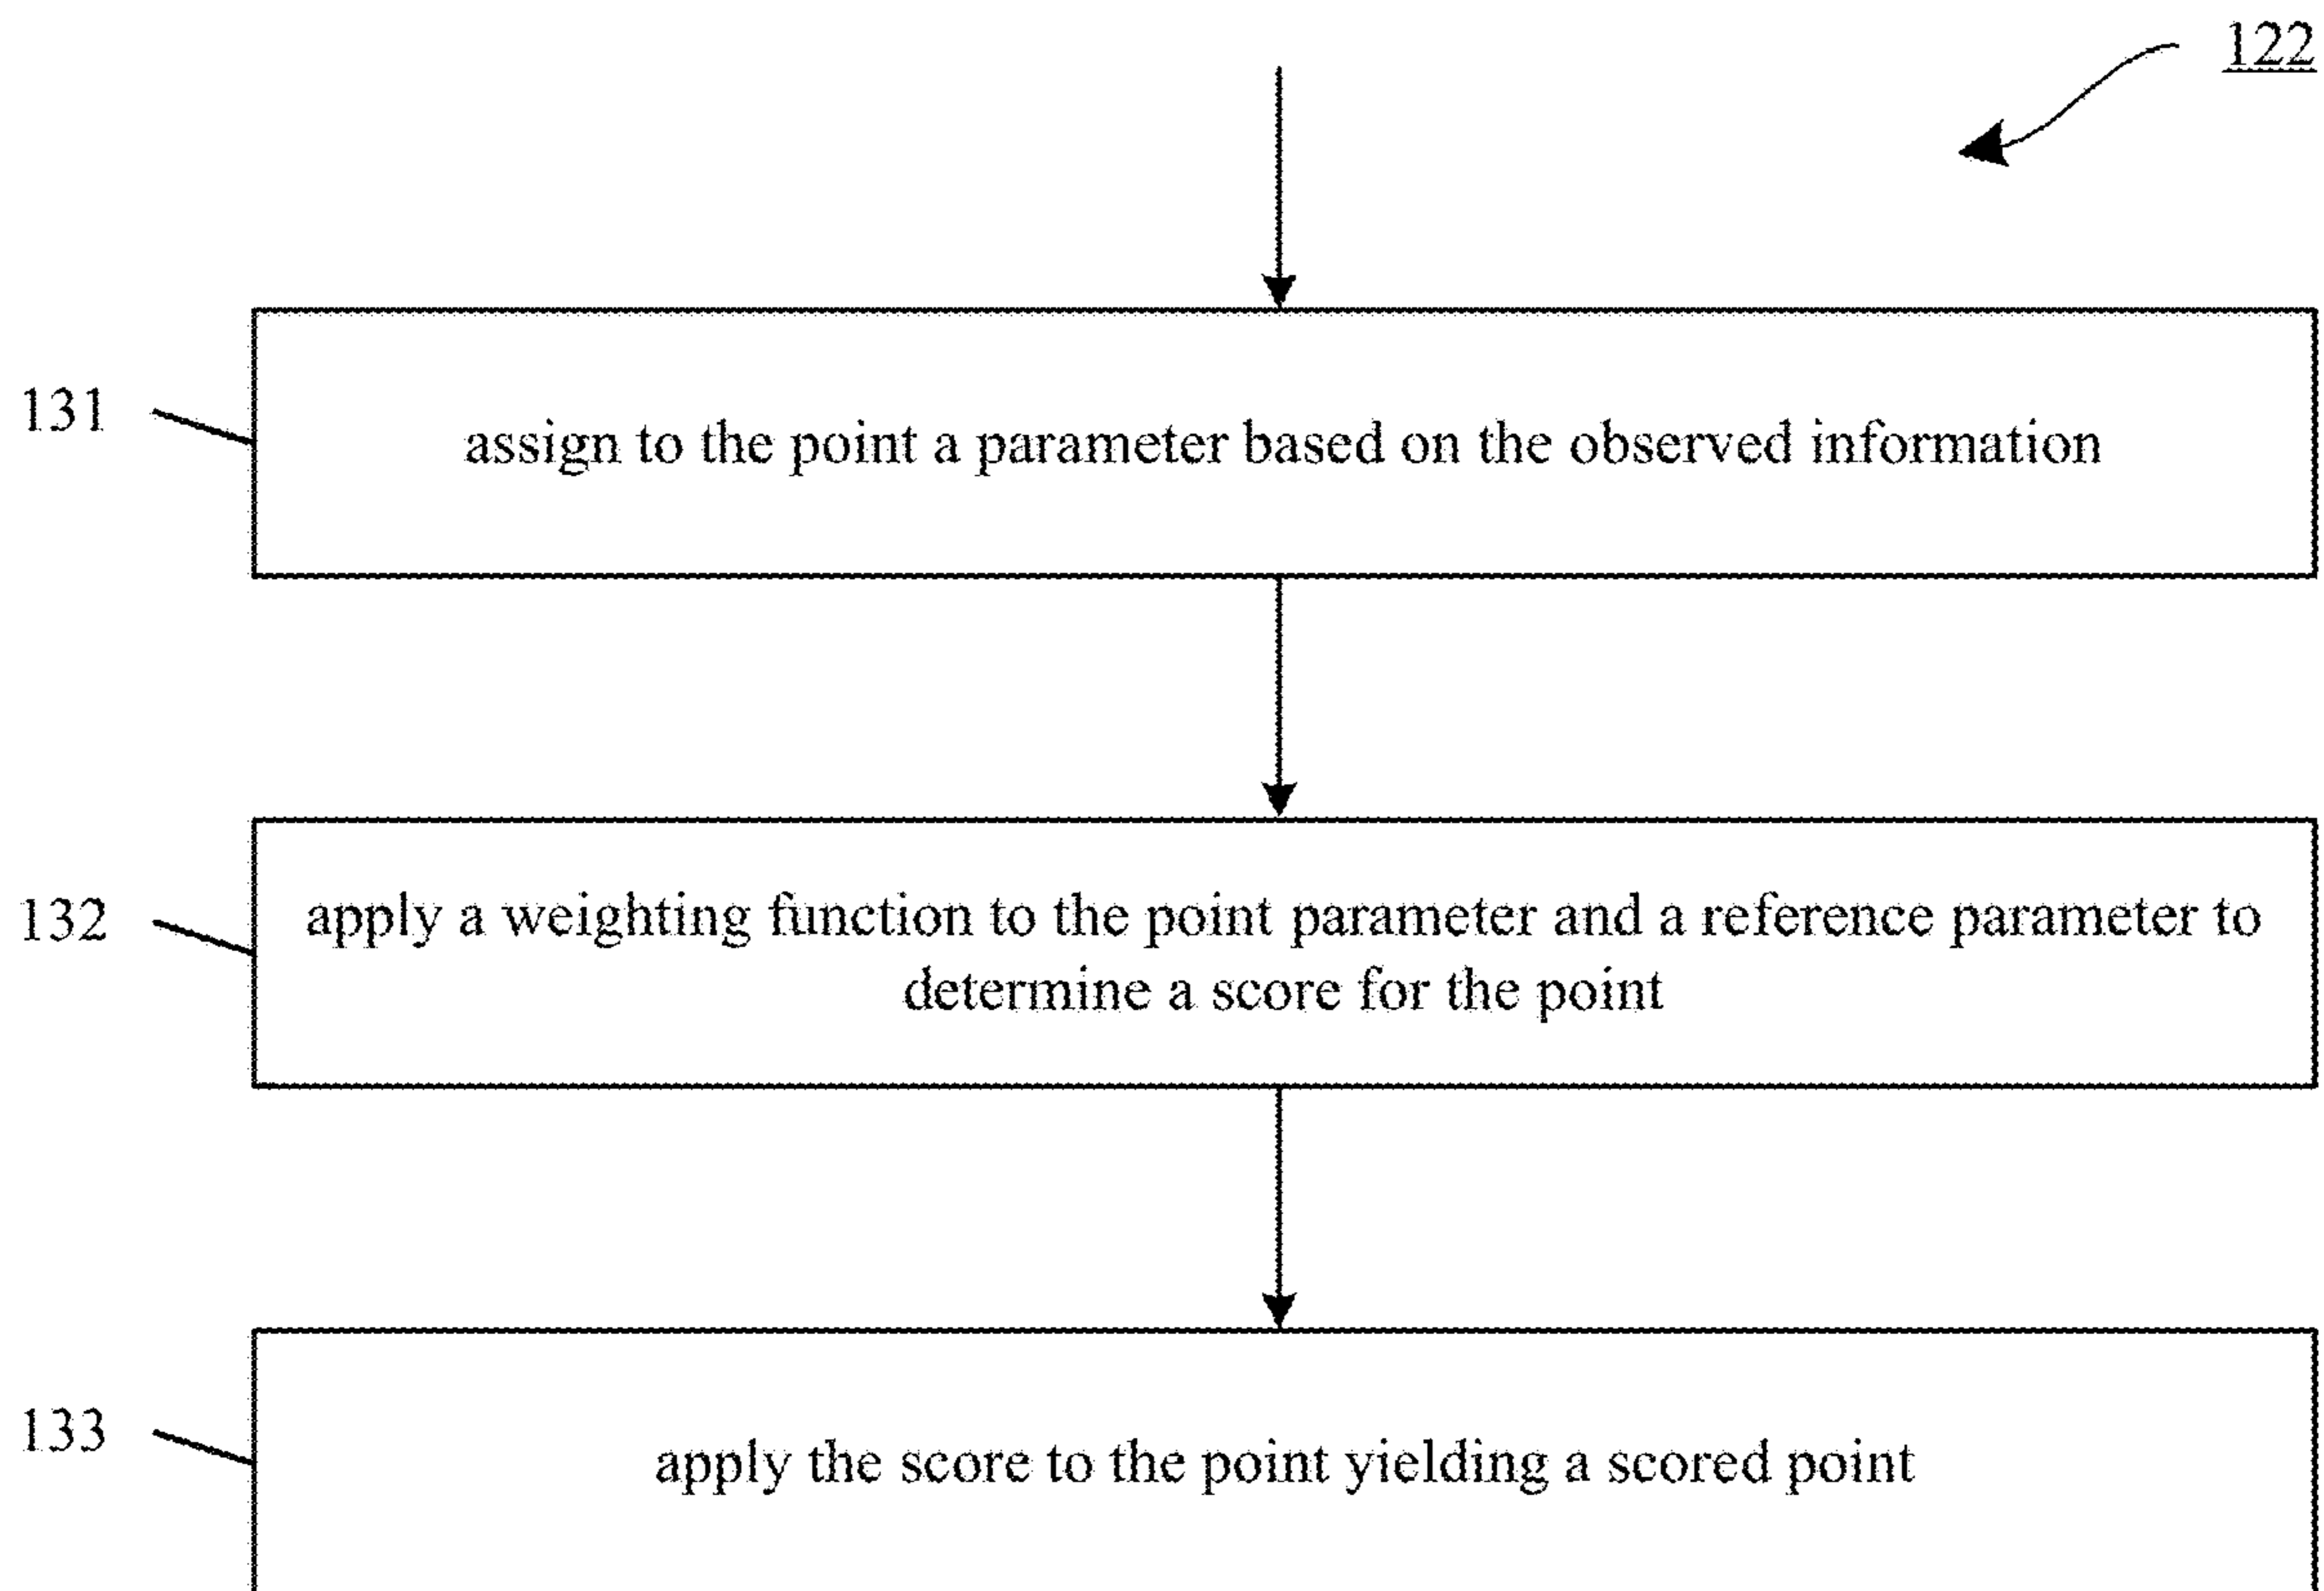 122
131
assign to the point a parameter based on the observed information
132
apply a weighting function to the point parameter and a reference parameter to
determine a score for the point
133
apply the score to the point yielding a scored point